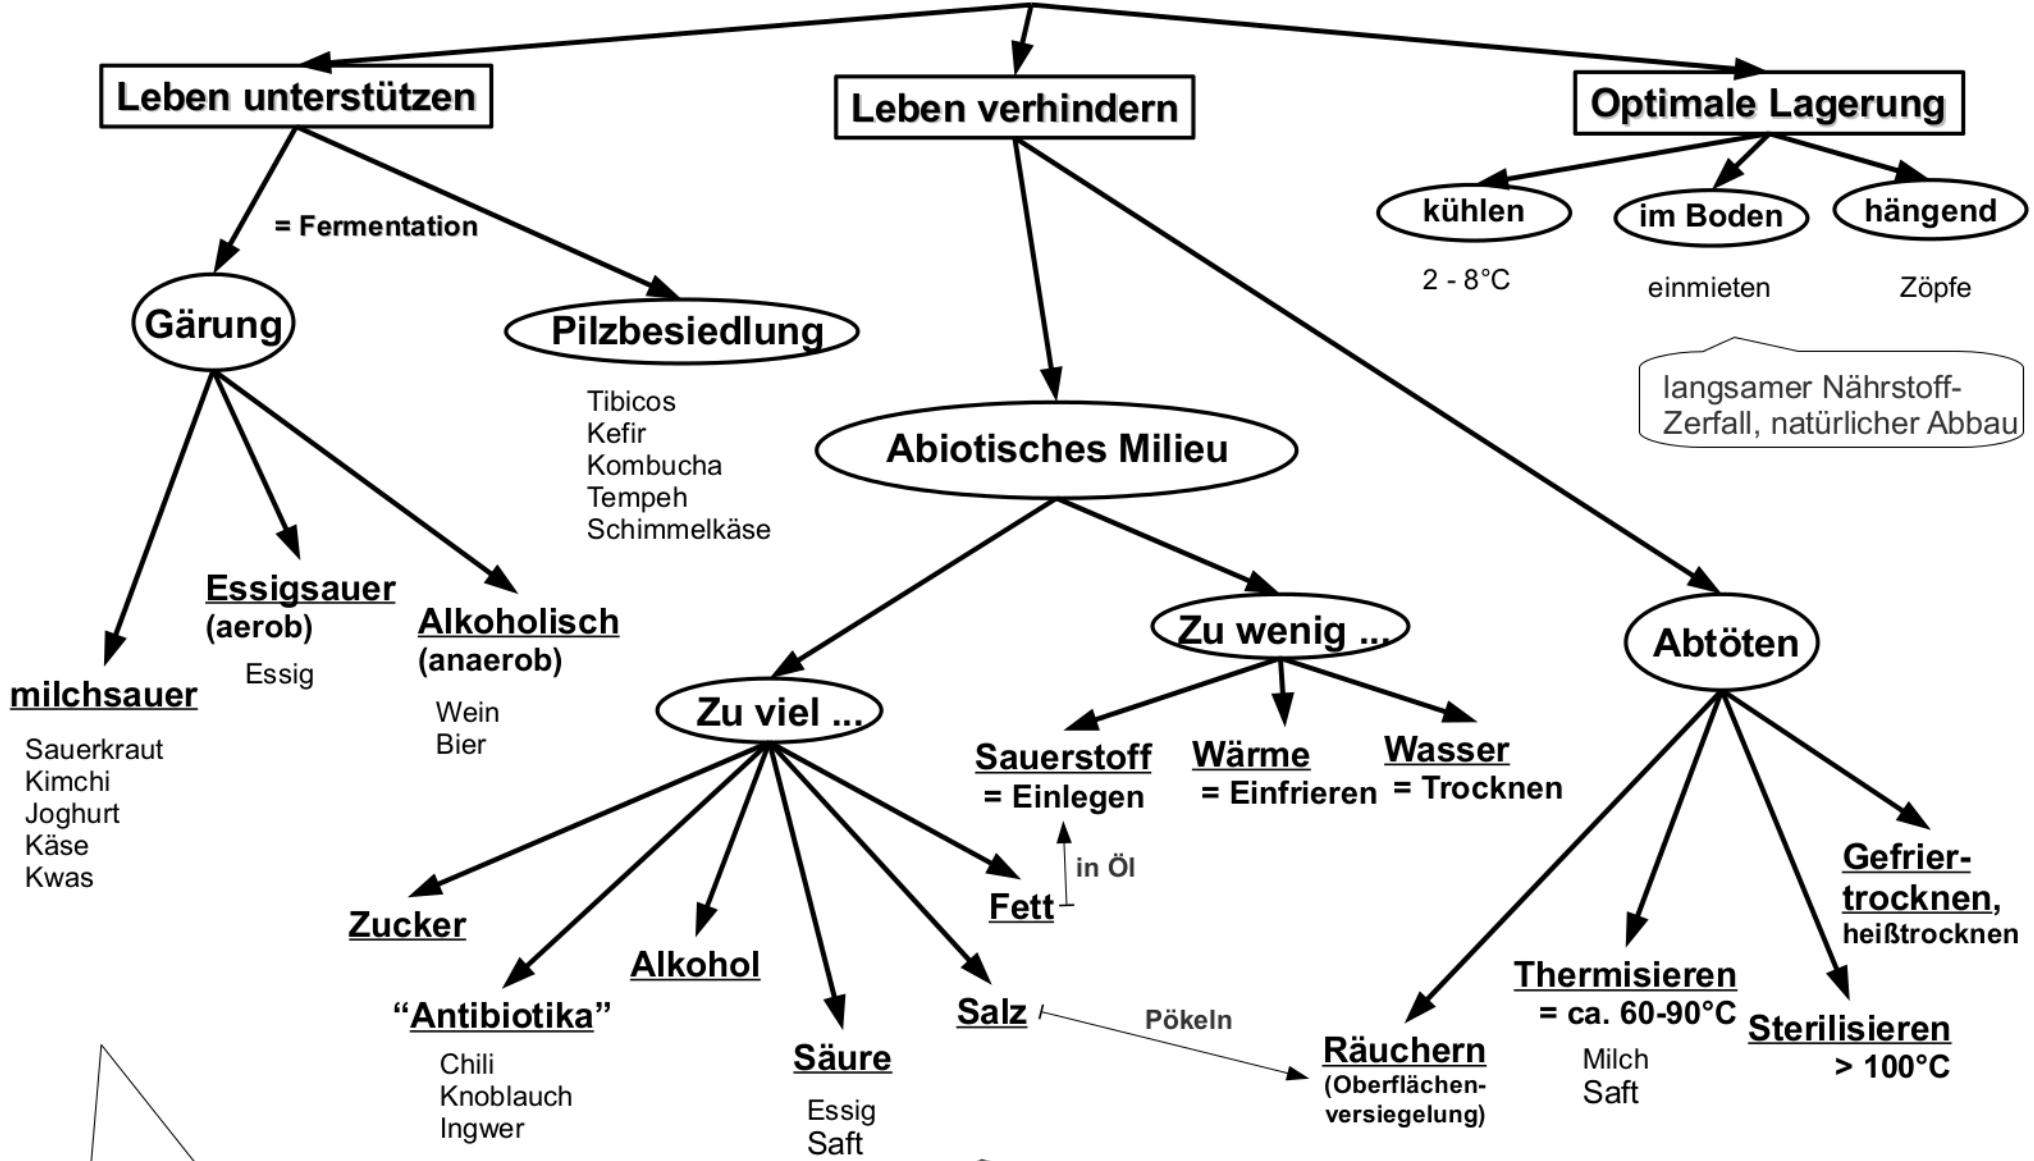 Leben unterstützen
Leben verhindern
Optimale Lagerung
= Fermentation
Gärung
Pilzbesiedlung
Tibicos
Kefir
Kombucha
Tempeh
Schimmelkäse
milchsauer
Sauerkraut
Kimchi
Joghurt
Käse
Kwas
Essigsauer
(aerob)
Essig
Alkoholisch
(anaerob)
Wein
Bier
Abiotisches Milieu
Zu viel ...
Zucker
“Antibiotika”
Chili
Knoblauch
Ingwer
Alkohol
Säure
Essig
Saft
Salz
Pökeln
Fett
in Öl
Zu wenig ...
Sauerstoff
= Einlegen
Wärme
= Einfrieren
Wasser
= Trocknen
Abtöten
Räuchern
(Oberflächen-
versiegelung)
Thermisieren
= ca. 60-90°C
Milch
Saft
Sterilisieren
> 100°C
Gefrier-
trocknen,
heißtrocknen
kühlen
2 - 8°C
im Boden
einmieten
hängend
Zöpfe
langsamer Nährstoff-
Zerfall, natürlicher Abbau